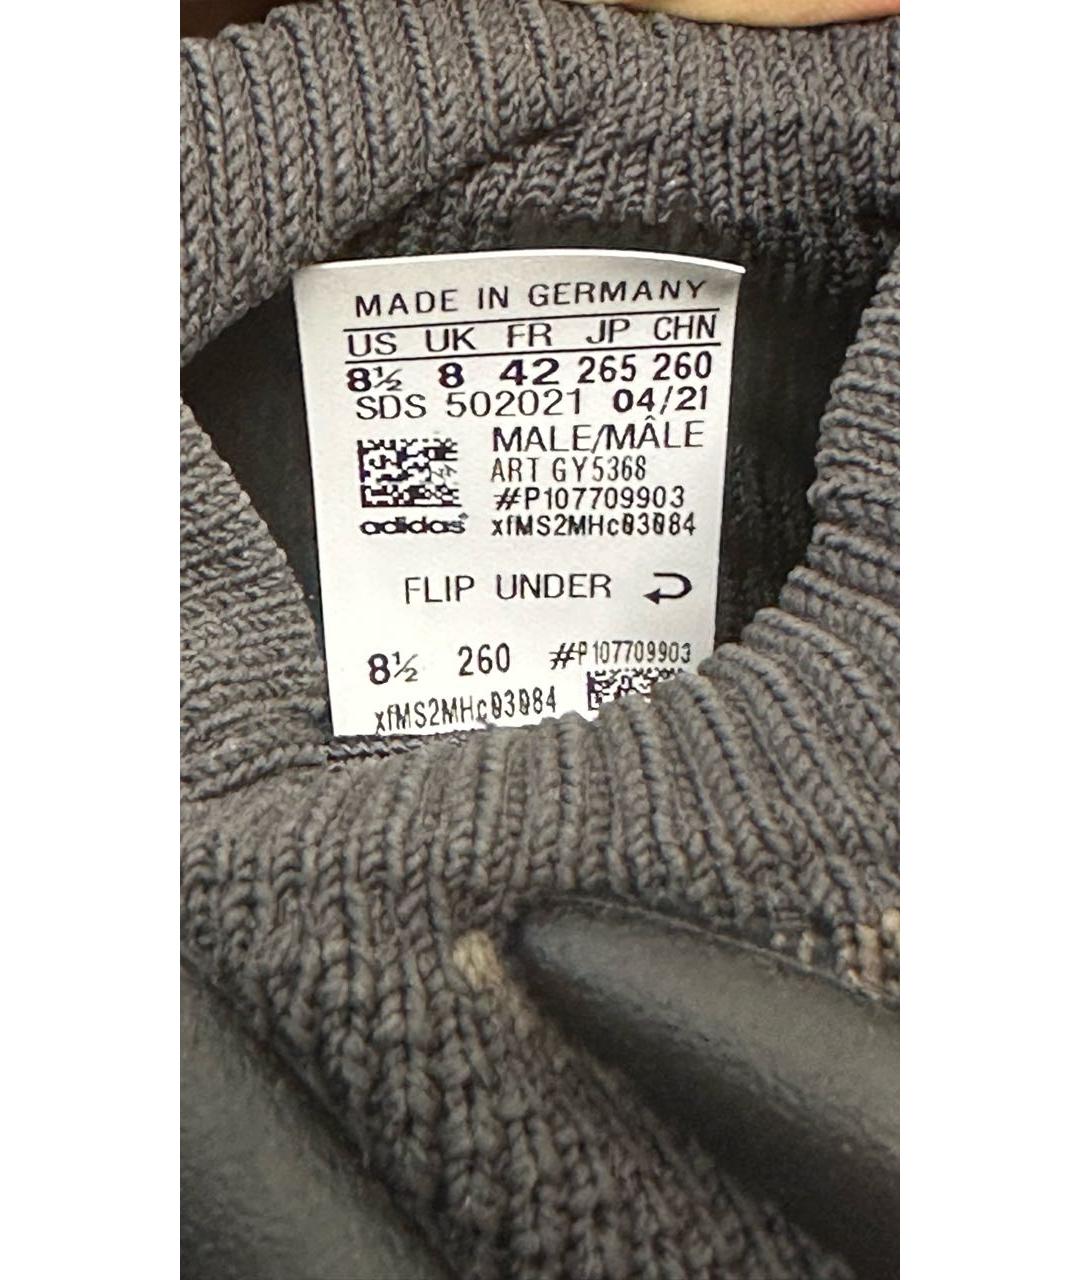 MADE IN GERMANY
US UK FR JP CHN
8½ 8 42 265 260
SDS 502021 04/21
MALE/MÂLE
ART GY5368
#P107709903
adidas® xfMS2MHc03084
FLIP UNDER
8½ 260 #P107709903
xfMS2MHc03084